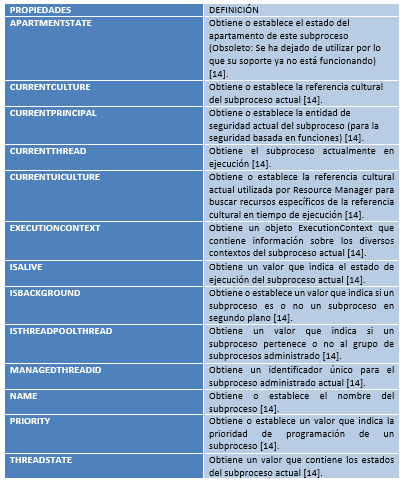 PROPIEDADES DEFINICIÓN
APARTMENTSTATE Obtiene o establece el estado del
apartamento de este subproceso
(Obsoleto: Se ha dejado de utilizar por lo
que su soporte ya no está funcionando)
[14].
CURRENTCULTURE Obtiene o establece la referencia cultural
del subproceso actual [14].
CURRENTPRINCIPAL Obtiene o establece la entidad de
seguridad actual del subproceso (para la
seguridad basada en funciones) [14].
CURRENTTHREAD Obtiene el subproceso actualmente en
ejecución [14].
CURRENTUICULTURE Obtiene o establece la referencia cultural
actual utilizada por Resource Manager para
buscar recursos específicos de la referencia
cultural en tiempo de ejecución [14].
EXECUTIONCONTEXT Obtiene un objeto ExecutionContext que
contiene información sobre los diversos
contextos del subproceso actual [14].
ISALIVE Obtiene un valor que indica el estado de
ejecución del subproceso actual [14].
ISBACKGROUND Obtiene o establece un valor que indica si un
subproceso es o no un subproceso en
segundo plano [14].
ISTHREADPOOLTHREAD Obtiene un valor que indica si un
subproceso pertenece o no al grupo de
subprocesos administrado [14].
MANAGEDTHREADID Obtiene un identificador único para el
subproceso administrado actual [14].
NAME Obtiene o establece el nombre del
subproceso [14].
PRIORITY Obtiene o establece un valor que indica la
prioridad de programación de un
subproceso [14].
THREADSTATE Obtiene un valor que contiene los estados
del subproceso actual [14].